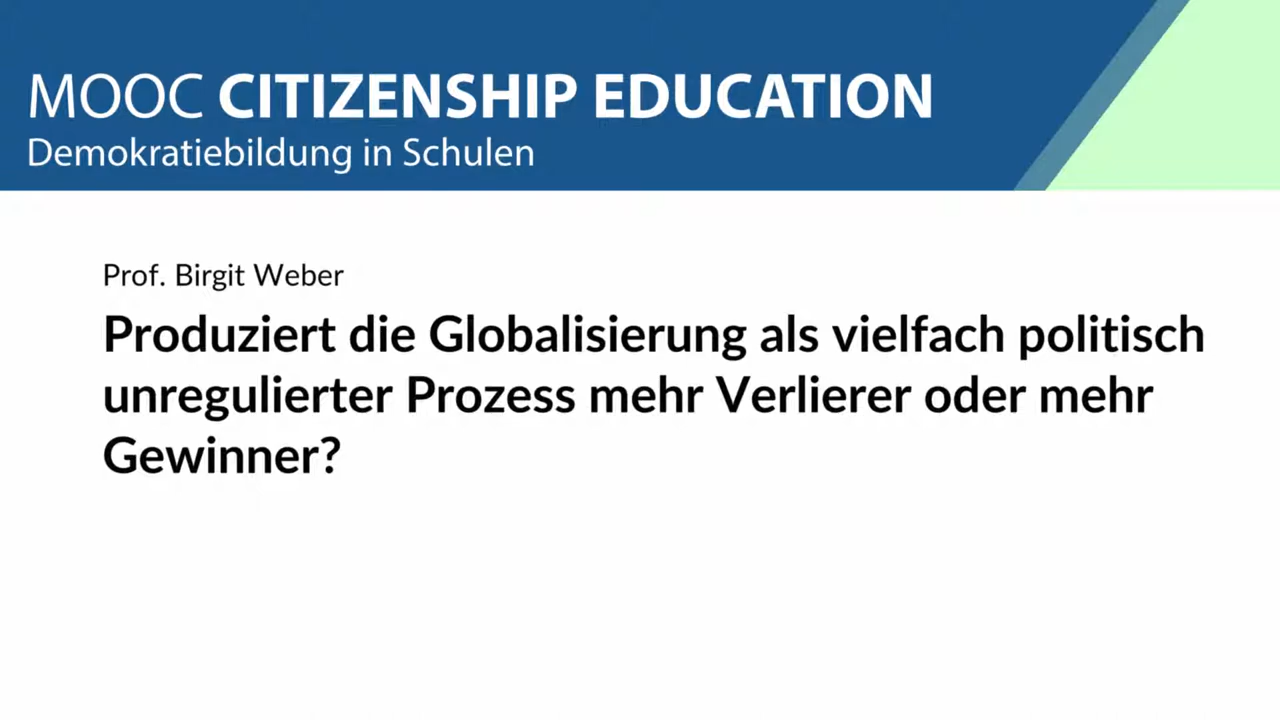 MOOC CITIZENSHIP EDUCATION
Demokratiebildung in Schulen
Prof. Birgit Weber
Produziert die Globalisierung als vielfach politisch
unregulierter Prozess mehr Verlierer oder mehr
Gewinner?